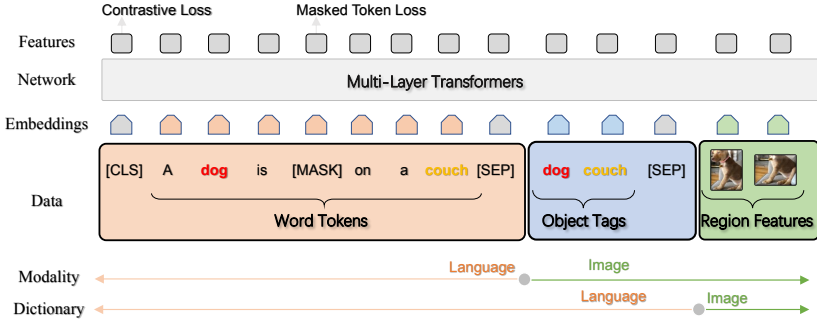 Contrastive Loss Masked Token Loss
Features
Network Multi-Layer Transformers
Embeddings
[CLS] A dog is [MASK] on a couch [SEP] dog couch [SEP]
Data
Word Tokens Object Tags Region Features
Language Image
Modality
Language Image
Dictionary